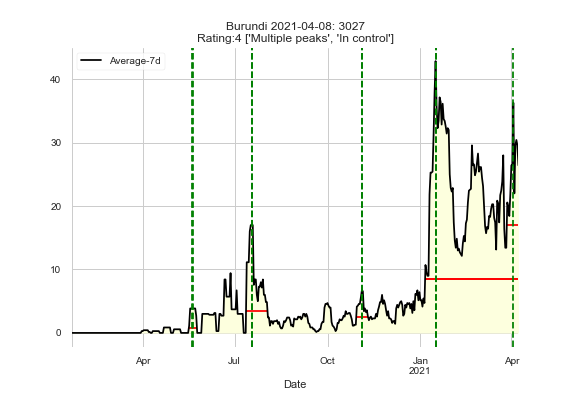 Burundi 2021-04-08: 3027
Rating:4 ['Multiple peaks', 'In control']
Average-7d
40
30
20
10
0
Apr
Jul
Oct
Jan
2021
Apr
Date